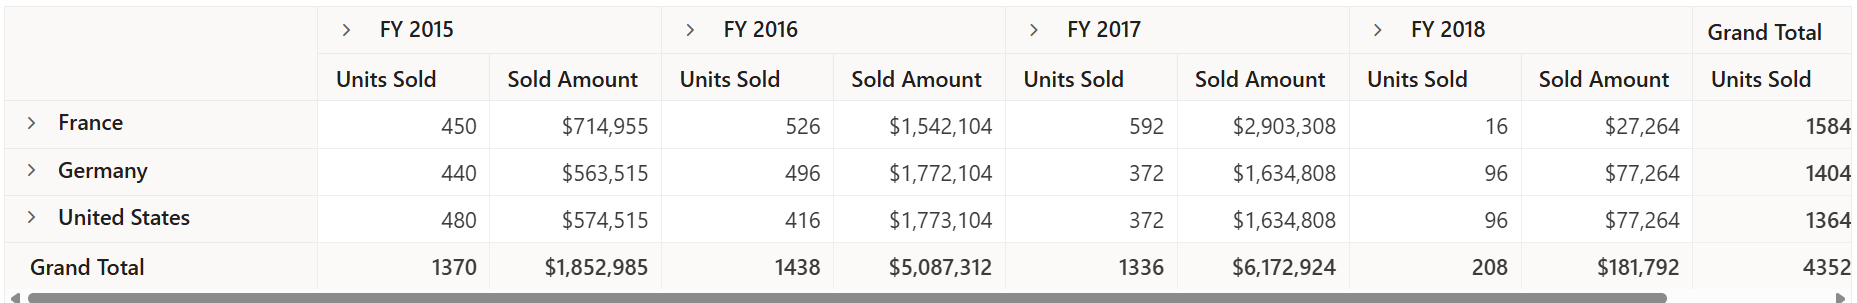 FY 2015 FY 2016 FY 2017 FY 2018 Grand Total
Units Sold Sold Amount Units Sold Sold Amount Units Sold Sold Amount Units Sold Sold Amount Units Sold
France 450 $714,955 526 $1,542,104 592 $2,903,308 16 $27,264 1584
Germany 440 $563,515 496 $1,772,104 372 $1,634,808 96 $77,264 1404
United States 480 $574,515 416 $1,773,104 372 $1,634,808 96 $77,264 1364
Grand Total 1370 $1,852,985 1438 $5,087,312 1336 $6,172,924 208 $181,792 4352